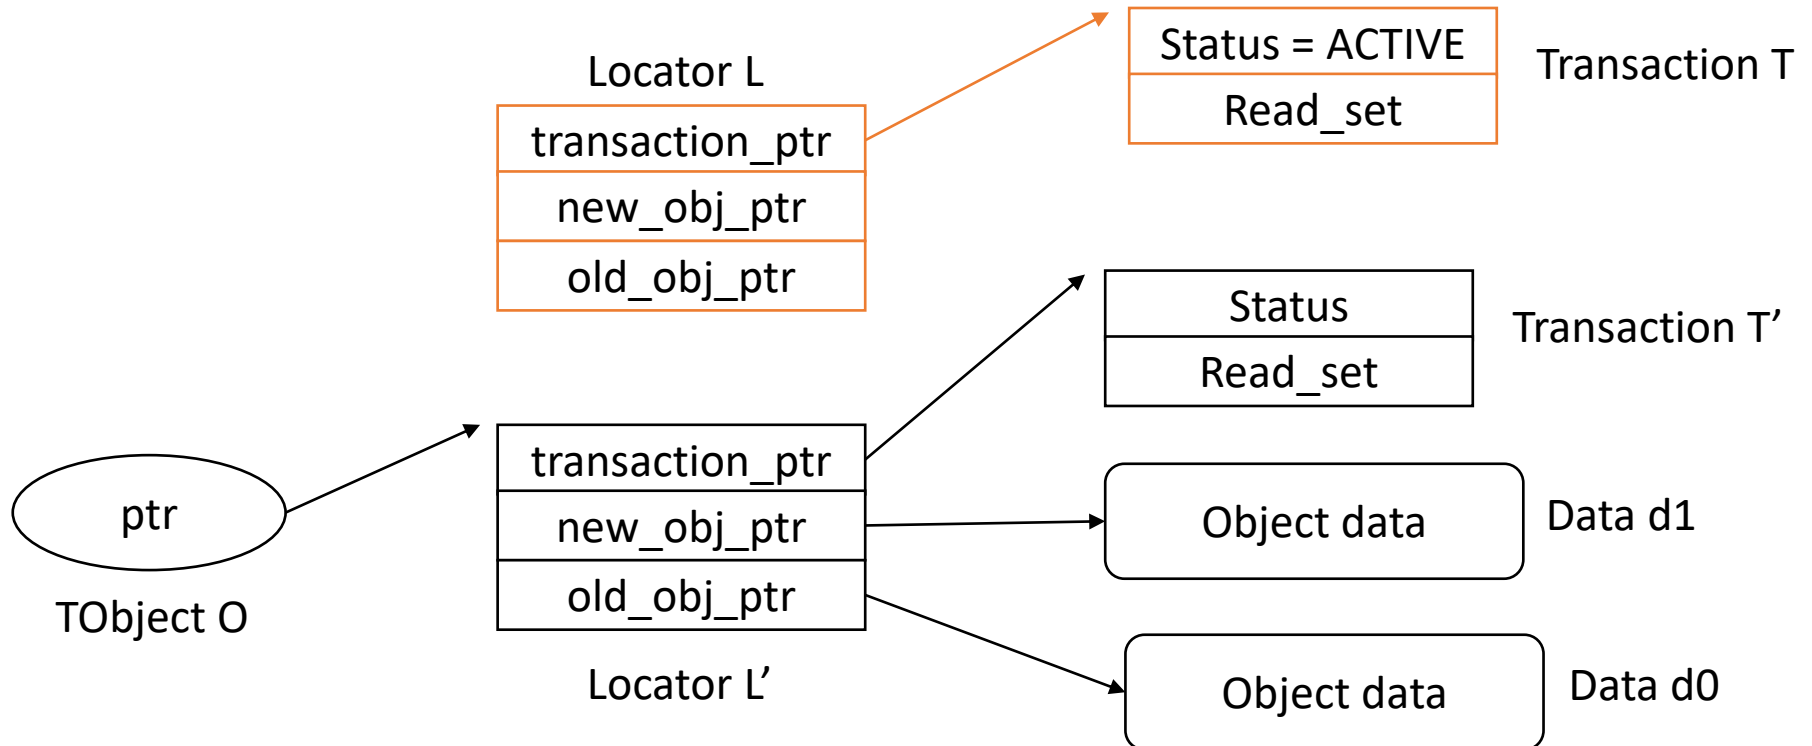 Status = ACTIVE
Transaction T
Read_set
Locator L
transaction_ptr
new_obj_ptr
old_obj_ptr
Status
Transaction T’
Read_set
ptr
TObject O
transaction_ptr
new_obj_ptr
old_obj_ptr
Locator L’
Object data
Data d1
Object data
Data d0